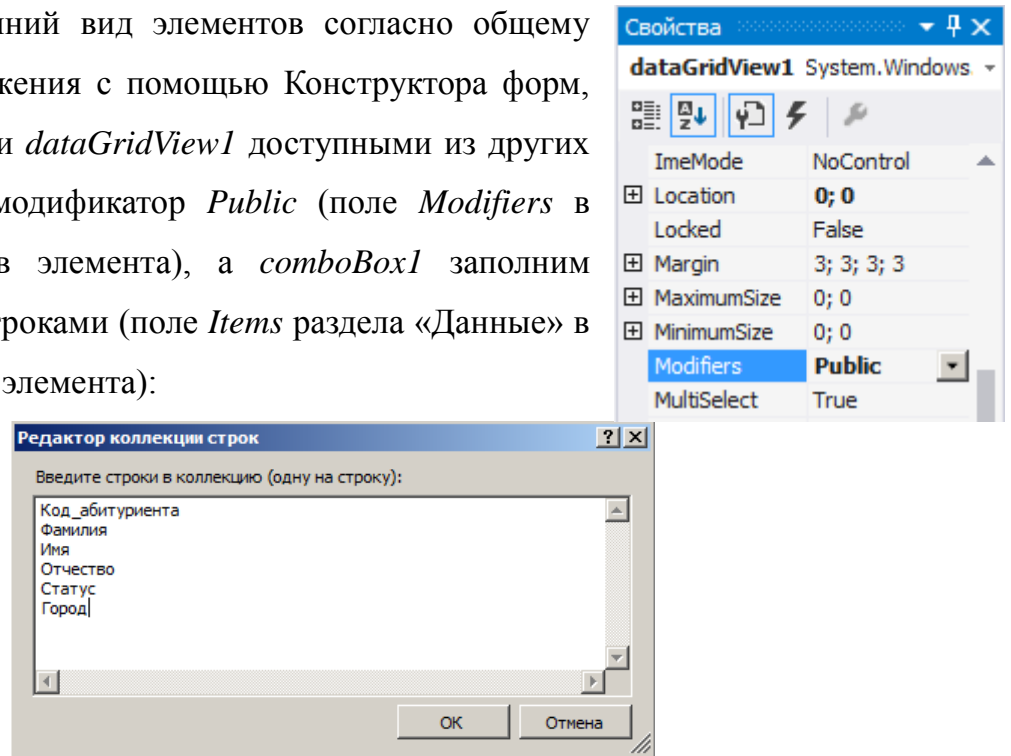 ний вид элементов согласно общему
жения с помощью Конструктора форм,
и dataGridView1 доступными из других
модификатор Public (поле Modifiers в
в элемента), а comboBox1 заполним
троками (поле Items раздела «Данные» в
элемента):
Свойства
dataGridView1 System.Windows.
ImeMode NoControl
Location 0; 0
Locked False
Margin 3; 3; 3; 3
MaximumSize 0; 0
MinimumSize 0; 0
Modifiers Public
MultiSelect True
Редактор коллекции строк
Введите строки в коллекцию (одну на строку):
Код_абитуриента
Фамилия
Имя
Отчество
Статус
Город
ОК Отмена